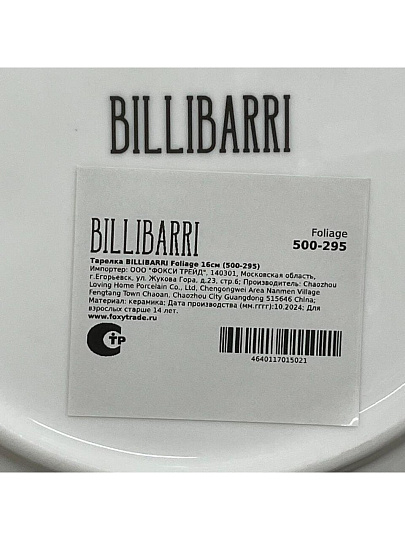 BILLIBARRI
BILLIBARRI
Foliage
500-295
Тарелка BILLIBARRI Foliage 16см (500-295)
Импортер: ООО "ФОКСИ ТРЕЙД", 140301, Московская область,
г.Егорьевск, ул. Жукова Гора, д.23, стр.6; Производитель: Chaozhou
Loving Home Porcelain Co., Ltd, Chengongwei Area Nanmen Village
Fengtang Town Chaoan, Chaozhou City Guangdong 515646 China;
Материал: керамика; Дата производства (мм.гггг):10.2024; Для
взрослых старше 14 лет.
www.foxytrade.ru
СТР
4640117015021